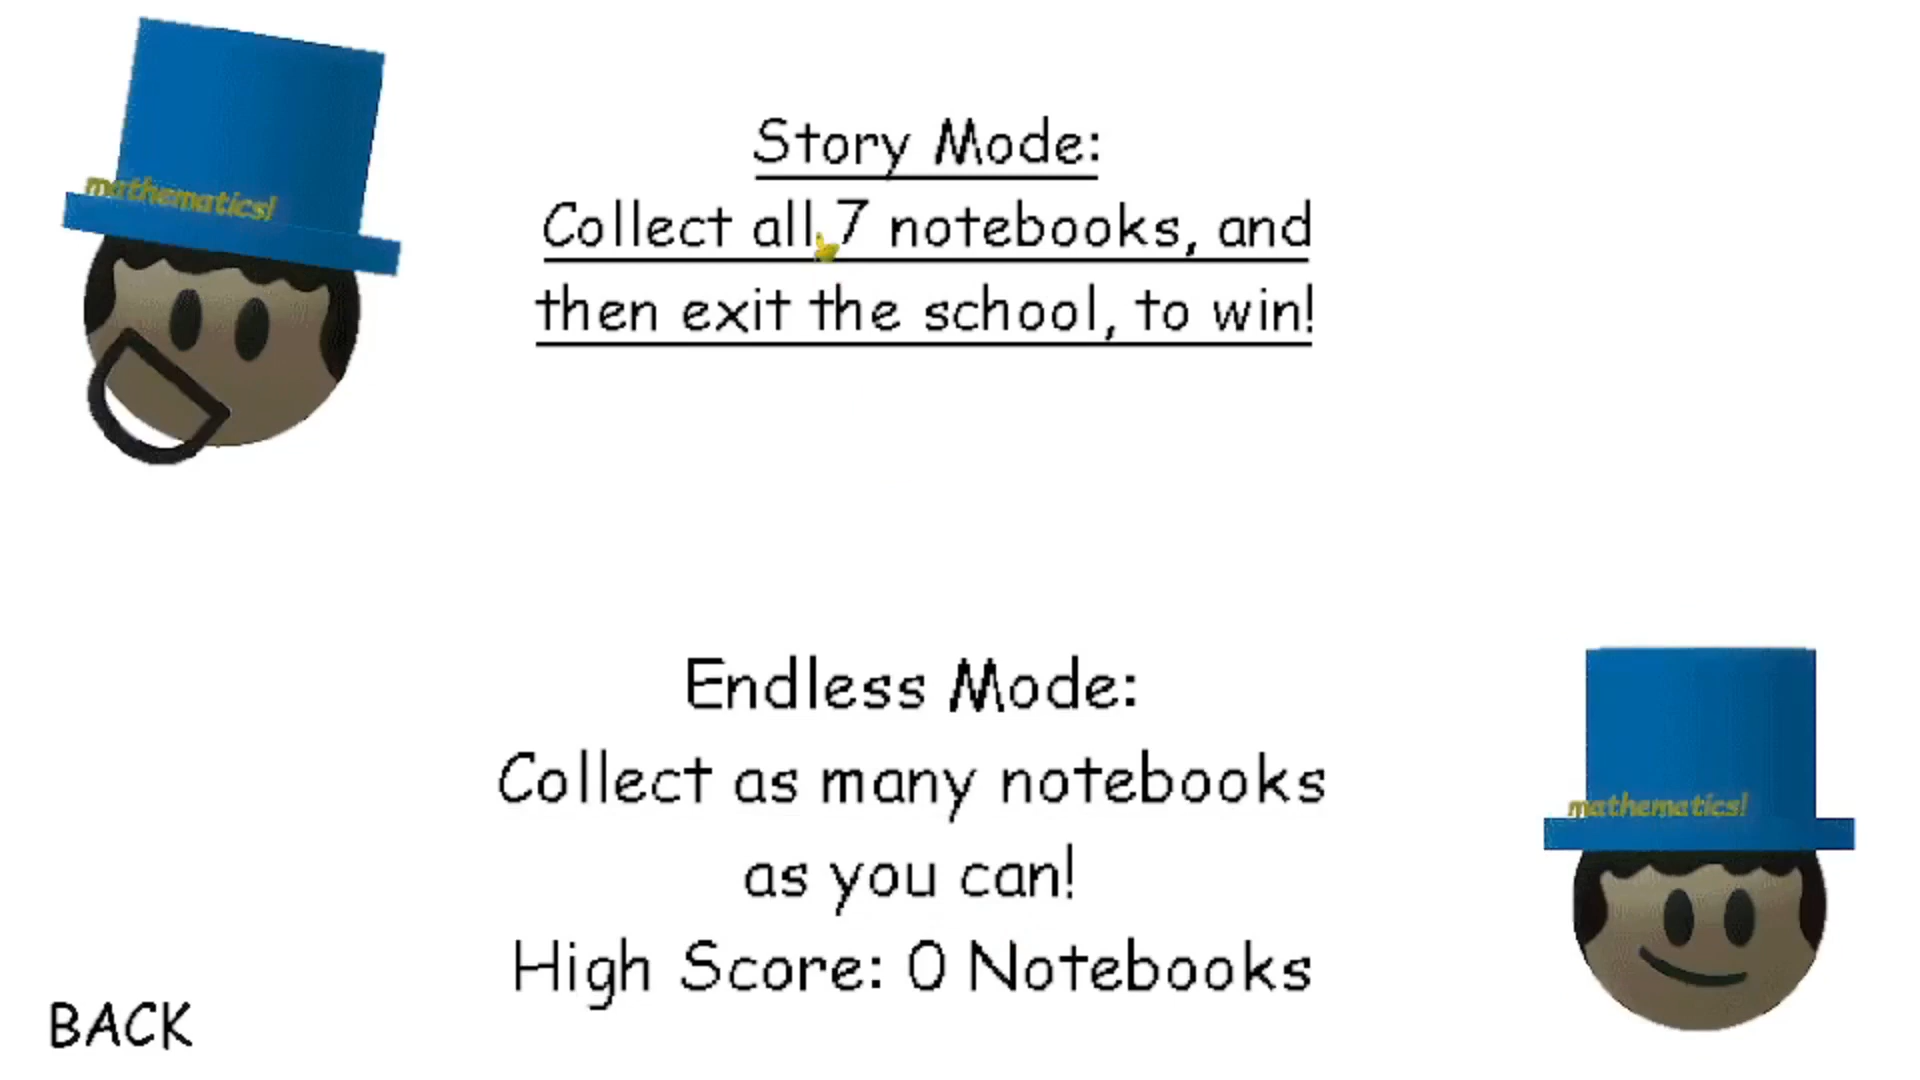 mathematics!
Story Mode:
Collect all 7 notebooks, and
then exit the school, to win!
Endless Mode:
Collect as many notebooks
as you can!
High Score: 0 Notebooks
mathematics!
BACK